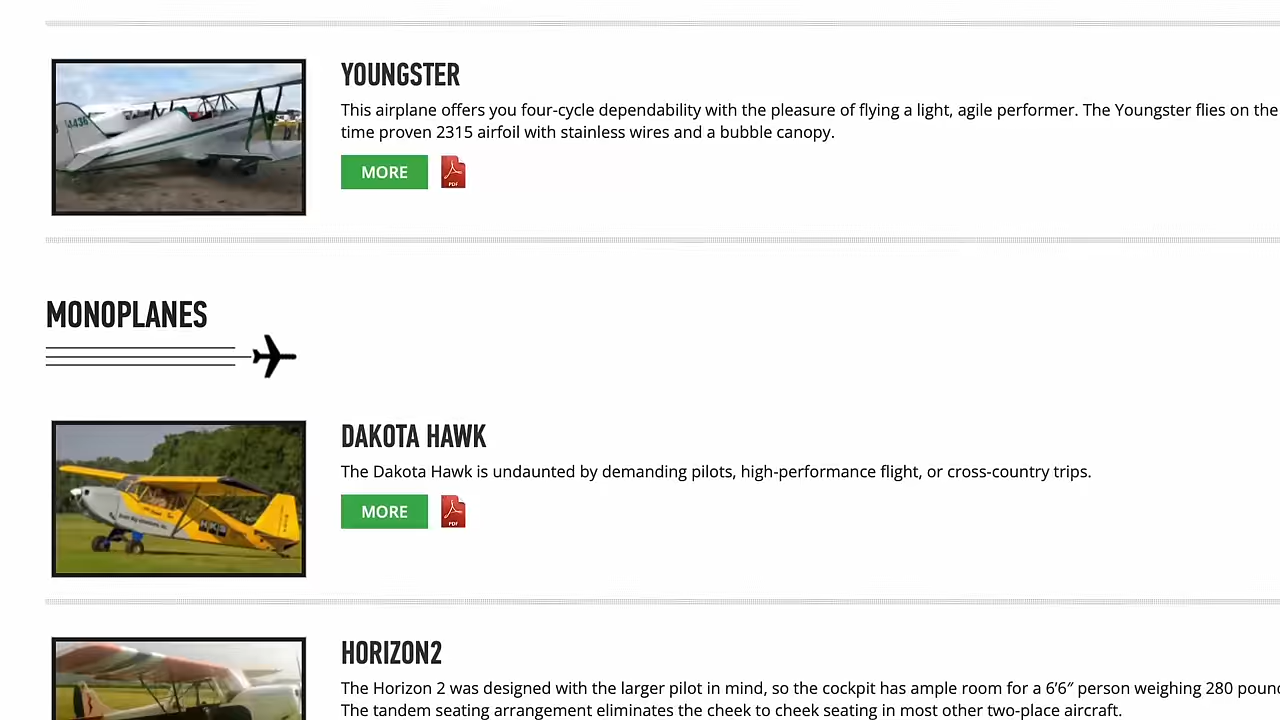 YOUNGSTER
This airplane offers you four-cycle dependability with the pleasure of flying a light, agile performer. The Youngster flies on the
time proven 2315 airfoil with stainless wires and a bubble canopy.
MORE
PDF
MONOPLANES
DAKOTA HAWK
The Dakota Hawk is undaunted by demanding pilots, high-performance flight, or cross-country trips.
MORE
PDF
HORIZON2
The Horizon 2 was designed with the larger pilot in mind, so the cockpit has ample room for a 6’6” person weighing 280 poun
The tandem seating arrangement eliminates the cheek to cheek seating in most other two-place aircraft.